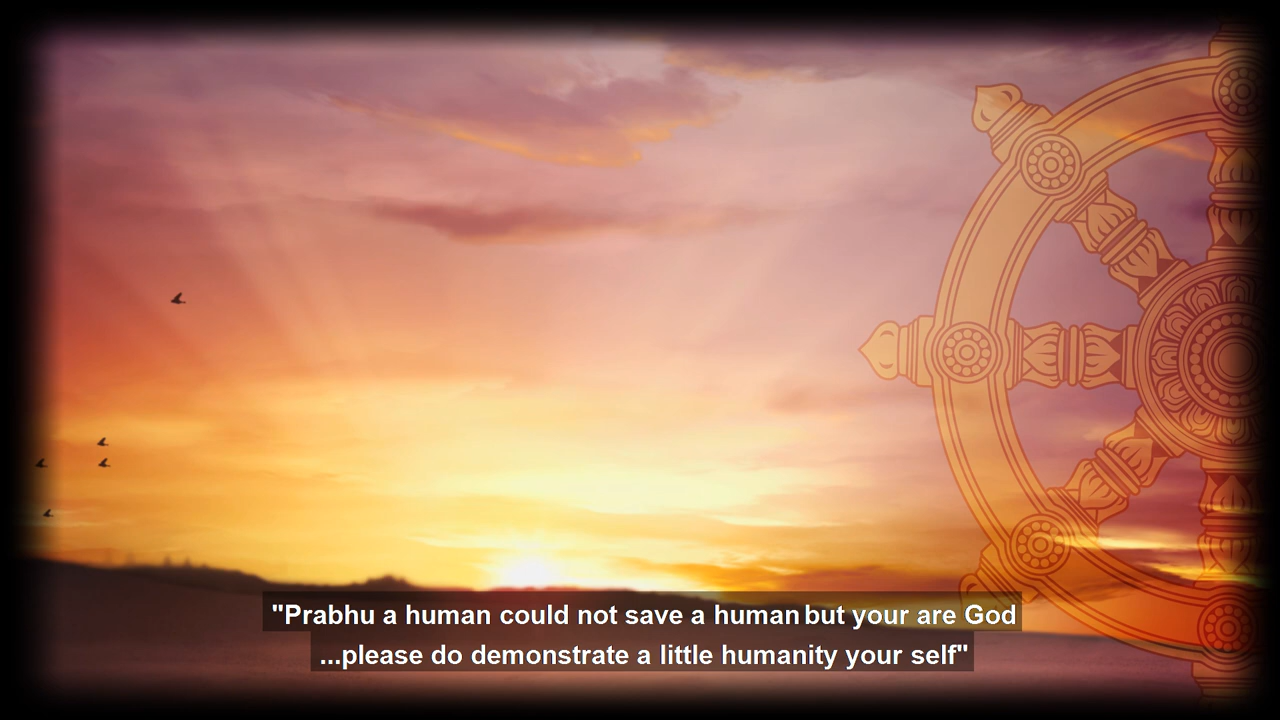 "Prabhu a human could not save a human but your are God
...please do demonstrate a little humanity your self"